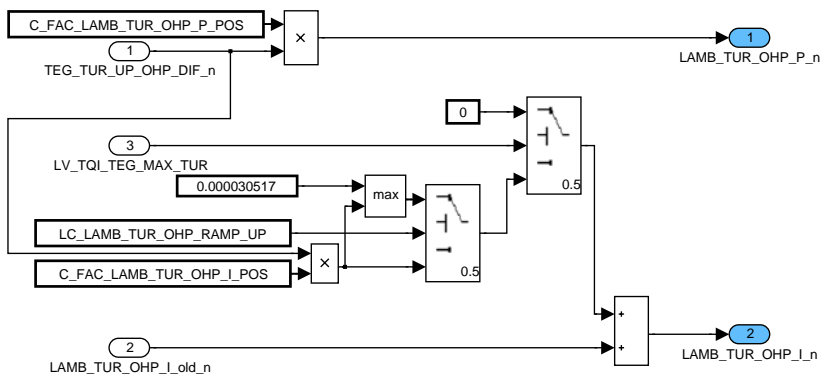 C_FAC_LAMB_TUR_OHP_P_POS
×
1
TEG_TUR_UP_OHP_DIF_n
1
LAMB_TUR_OHP_P_n
0
3
LV_TQI_TEG_MAX_TUR
0.5
0.000030517
max
LC_LAMB_TUR_OHP_RAMP_UP
×
C_FAC_LAMB_TUR_OHP_I_POS
0.5
+
+
2
LAMB_TUR_OHP_I_n
2
LAMB_TUR_OHP_I_old_n